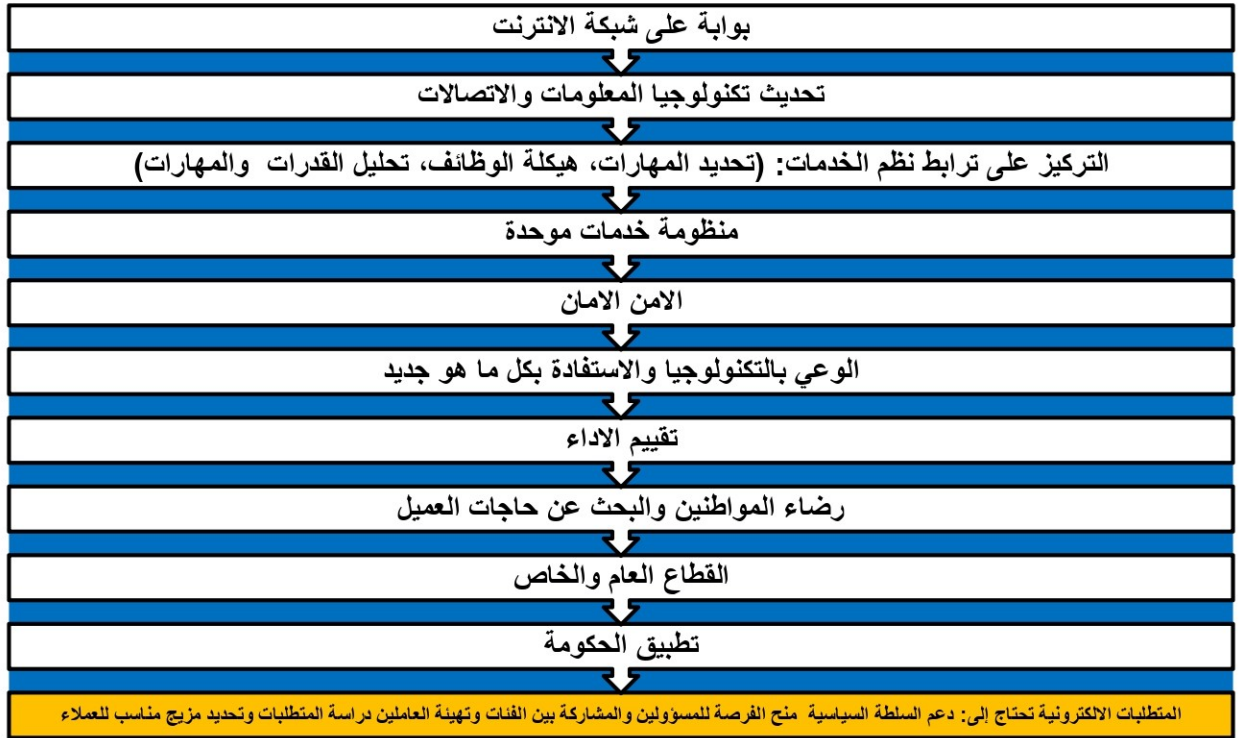 بوابة على شبكة الانترنت
تحديث تكنولوجيا المعلومات والاتصالات
التركيز على ترابط نظم الخدمات: (تحديد المهارات، هيكلة الوظائف، تحليل القدرات والمهارات)
منظومة خدمات موحدة
الامن الامان
الوعي بالتكنولوجيا والاستفادة بكل ما هو جديد
تقييم الاداء
رضاء المواطنين والبحث عن حاجات العميل
القطاع العام والخاص
تطبيق الحكومة
المتطلبات الالكترونية تحتاج إلى: دعم السلطة السياسية منح الفرصة للمسؤولين والمشاركة بين الفئات وتهيئة العاملين دراسة المتطلبات وتحديد مزيج مناسب للعملاء